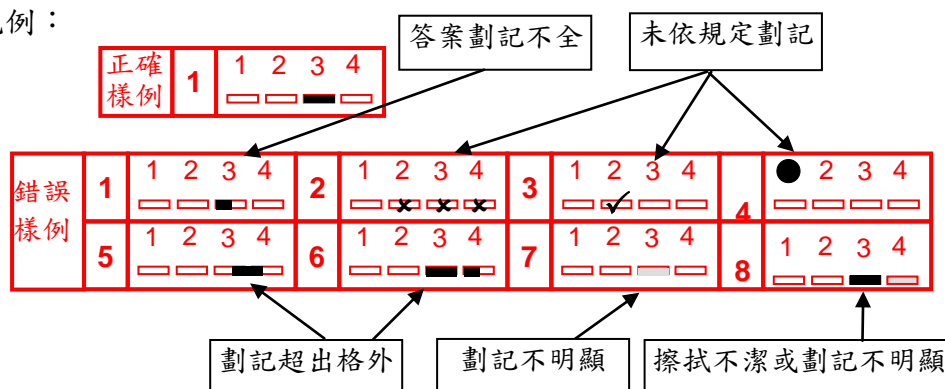 例：
答案劃記不全
未依規定劃記
正確樣例
1
1 2 3 4
錯誤樣例
1
1 2 3 4
2
1 2 3 4
3
1 2 3 4
4
2 3 4
5
1 2 3 4
6
1 2 3 4
7
1 2 3 4
8
1 2 3 4
劃記超出格外
劃記不明顯
擦拭不潔或劃記不明顯